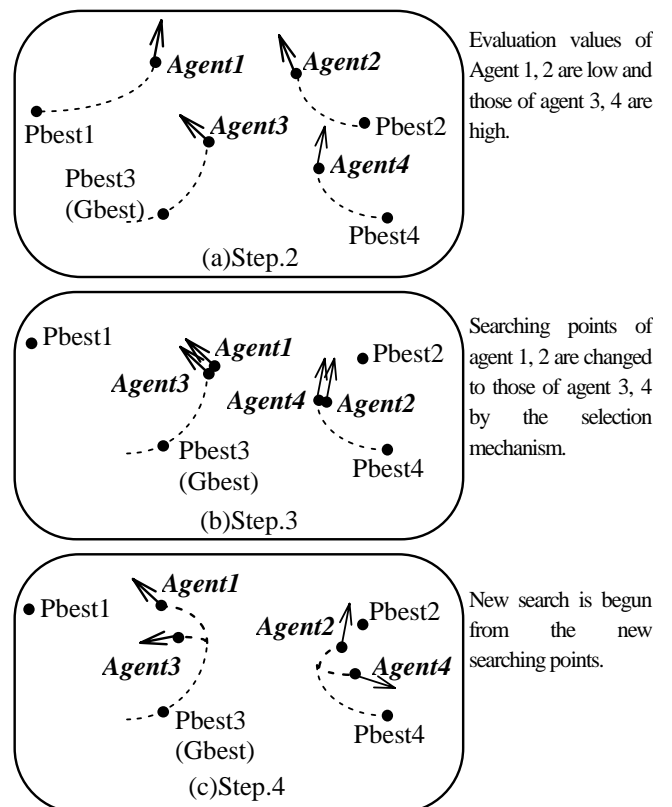 Agent1
Agent2
Pbest1
Agent3
Pbest2
Pbest3
(Gbest)
Agent4
Pbest4
(a)Step.2
Evaluation values of
Agent 1, 2 are low and
those of agent 3, 4 are
high.
Pbest1
Agent1
Pbest2
Agent3
Agent4
Agent2
Pbest3
(Gbest)
Pbest4
(b)Step.3
Searching points of
agent 1, 2 are changed
to those of agent 3, 4
by the selection
mechanism.
Agent1
Pbest1
Pbest2
Agent2
Agent3
Agent4
Pbest3
(Gbest)
Pbest4
(c)Step.4
New search is begun
from the new
searching points.